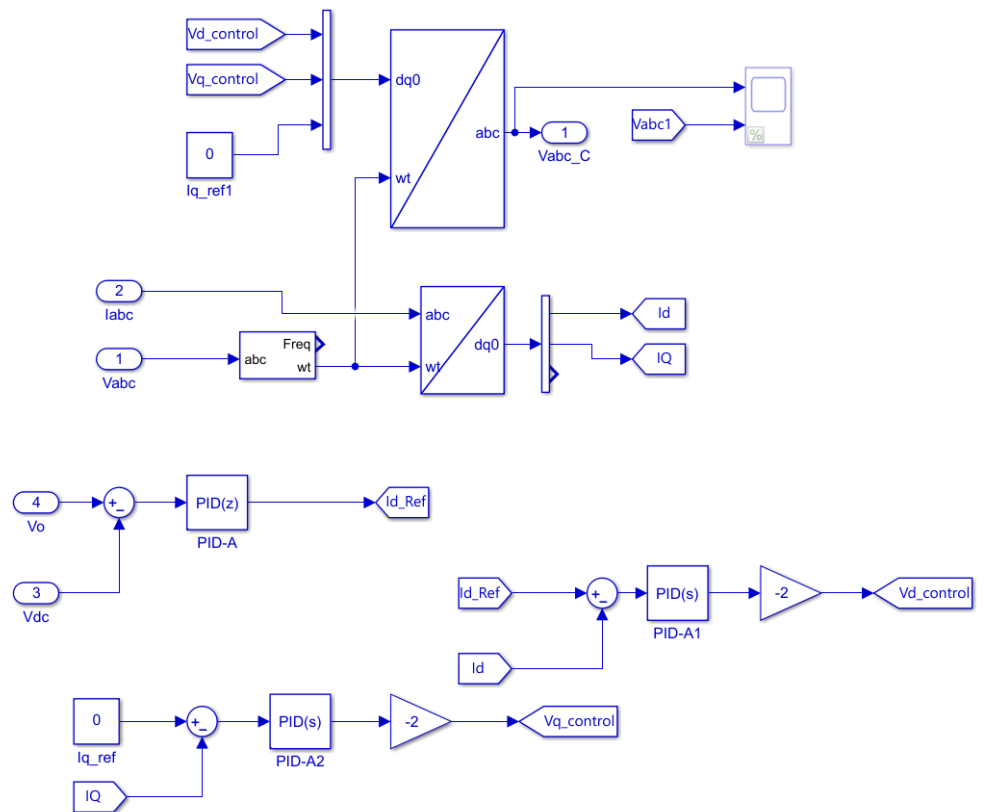 Vd_control
Vq_control
0
Iq_ref1
dq0
wt
abc
1
Vabc_C
Vabc1
%
2
Iabc
1
Vabc
abc
Freq
wt
abc
wt
dq0
Id
IQ
4
Vo
+
-
PID(z)
PID-A
Id_Ref
3
Vdc
Id_Ref
+
-
PID(s)
PID-A1
-2
Vd_control
Id
0
Iq_ref
+
-
PID(s)
PID-A2
-2
Vq_control
IQ